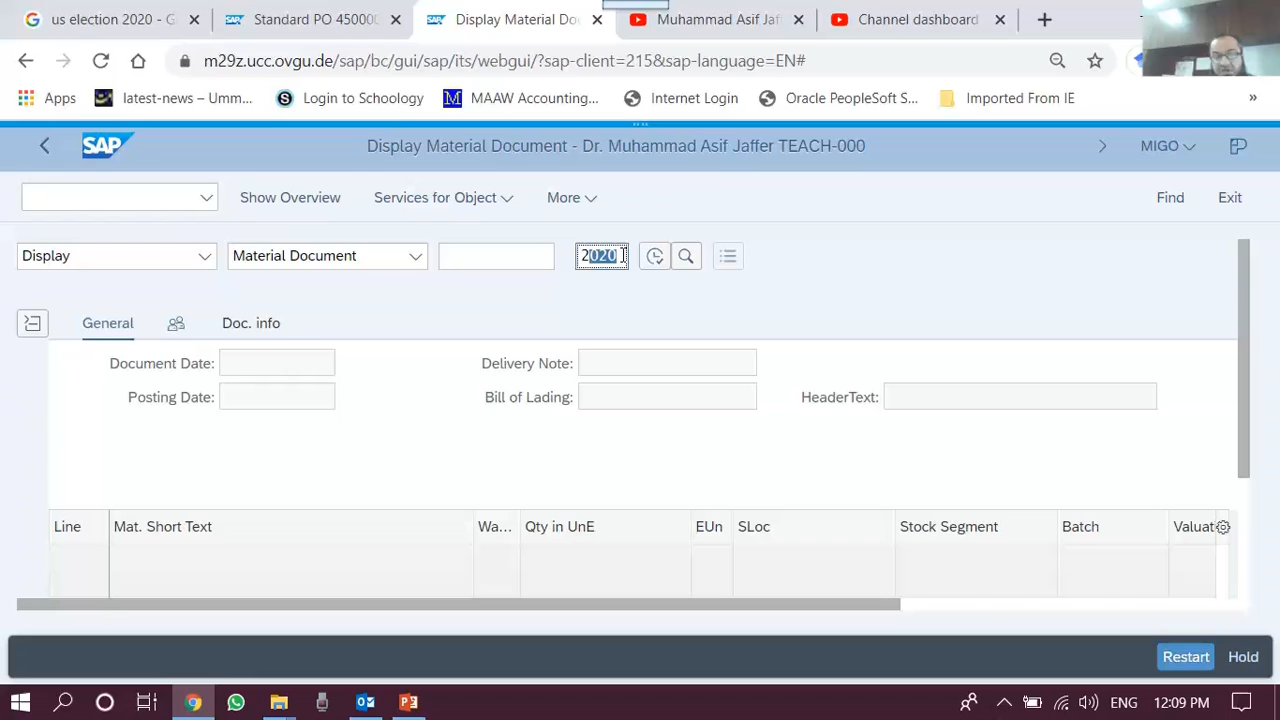 us election 2020 - G
Standard PO 450000
Display Material Do
Muhammad Asif Jaf
Channel dashboard
m29z.ucc.ovgu.de/sap/bc/gui/sap/its/webgui/?sap-client=215&sap-language=EN#
Apps
latest-news – Umm...
Login to Schoology
MAAW Accounting...
Internet Login
Oracle PeopleSoft S...
Imported From IE
»
SAP
Display Material Document - Dr. Muhammad Asif Jaffer TEACH-000
MIGO
Show Overview
Services for Object
More
Find
Exit
Display
Material Document
2020
General
Doc. info
Document Date:
Delivery Note:
Posting Date:
Bill of Lading:
HeaderText:
Line
Mat. Short Text
Wa...
Qty in UnE
EUn
SLoc
Stock Segment
Batch
Valuat
Restart
Hold
ENG
12:09 PM